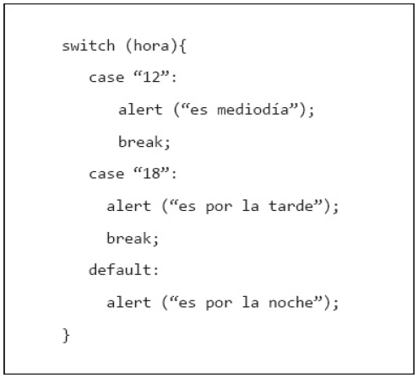 switch (hora){
case “12”:
alert (“es mediodía”);
break;
case “18”:
alert (“es por la tarde”);
break;
default:
alert (“es por la noche”);
}